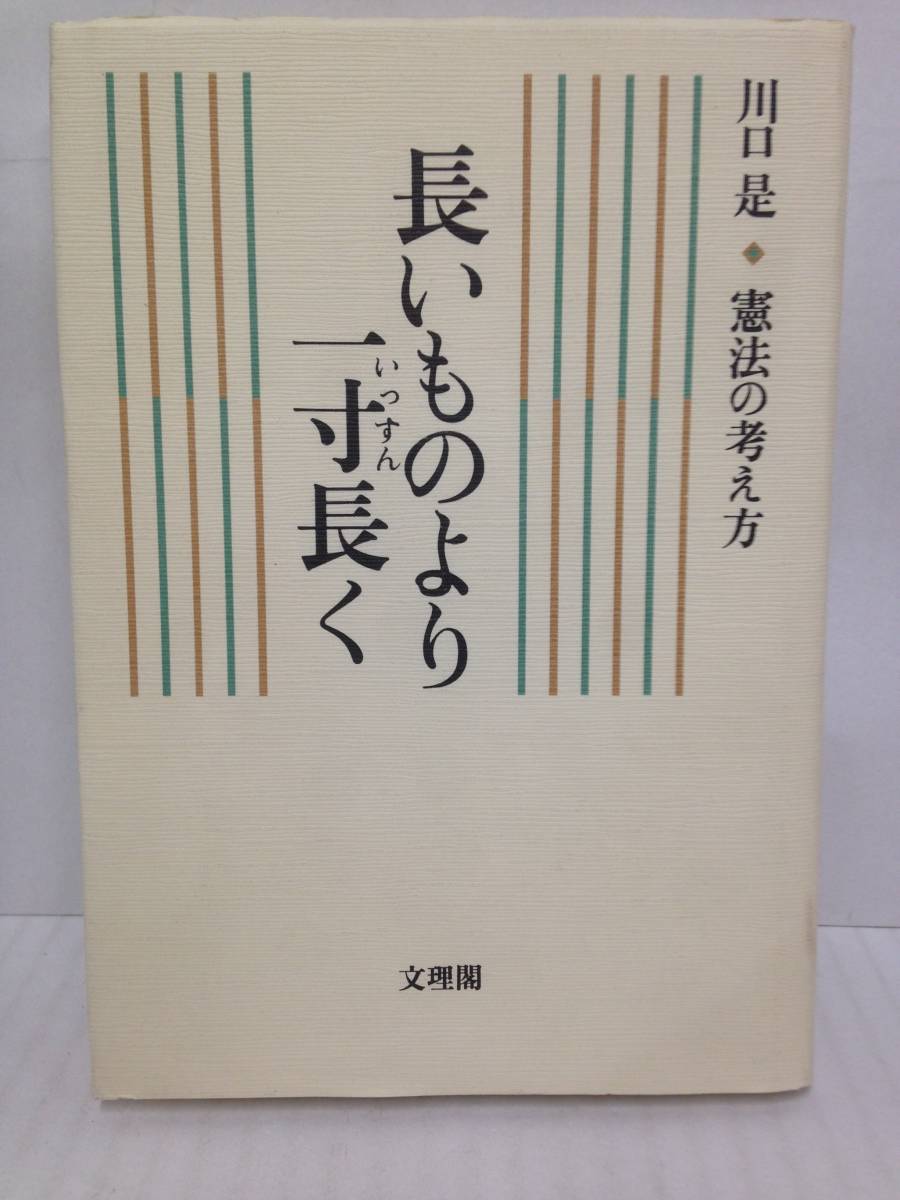 川口 是◆憲法の考え方
長いものより
一寸長く
いっすん
文理閣